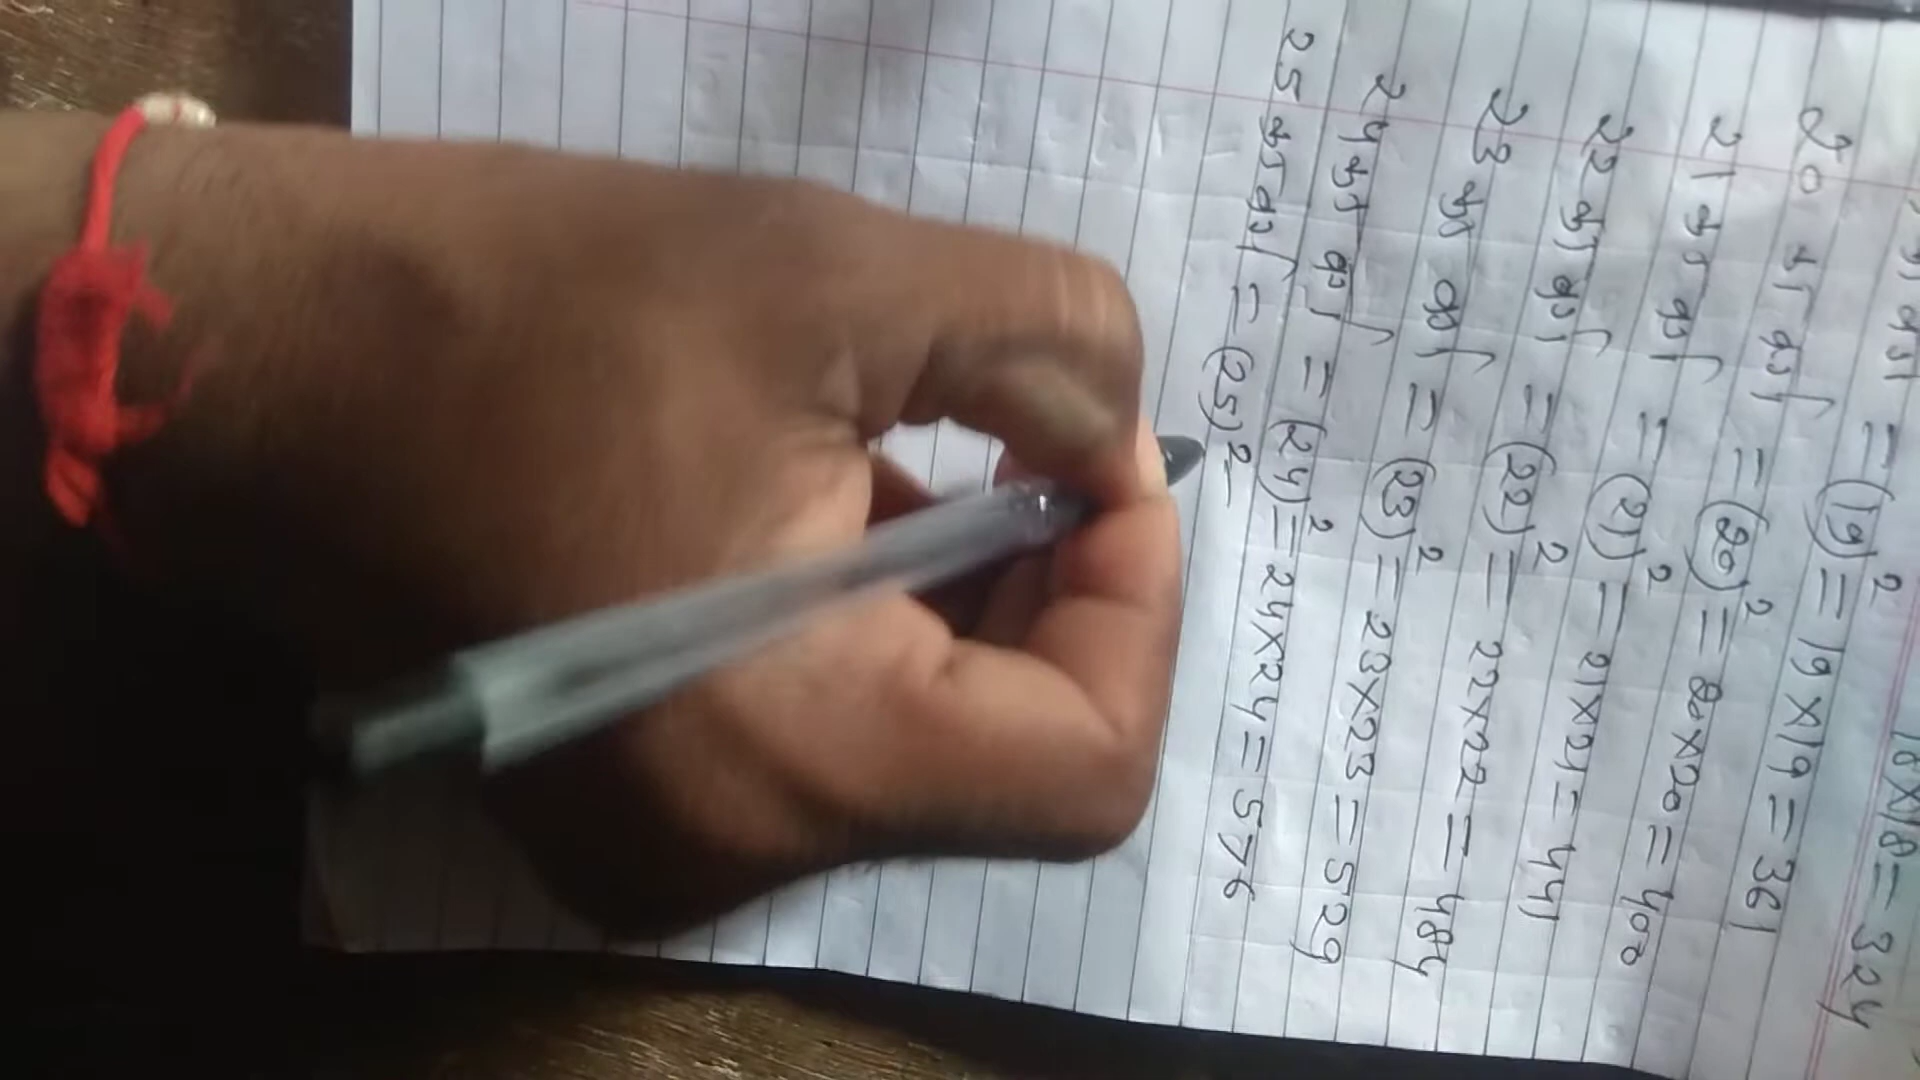 18×18=324
का वर्ग = (19)² = 19×19 = 361
20 का वर्ग = (20)² = 20×20 = 400
21 का वर्ग = (21)² = 21×21 = 441
22 का वर्ग = (22)² = 22×22 = 484
23 का वर्ग = (23)² = 23×23 = 529
24 का वर्ग = (24)² = 24×24 = 576
25 का वर्ग = (25)² =